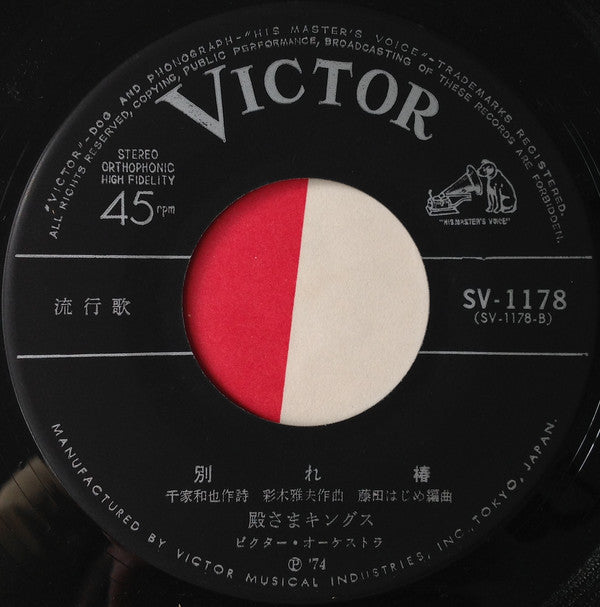 "VICTOR"–DOG AND PHONOGRAPH–"HIS MASTER'S VOICE"–TRADEMARKS REGISTERED.
ALL RIGHTS RESERVED, COPYING, PUBLIC PERFORMANCE, BROADCASTING OF THESE RECORDS ARE FORBIDDEN.
VICTOR
STEREO
ORTHOPHONIC
HIGH FIDELITY
45 rpm
"HIS MASTER'S VOICE"
流行歌
SV-1178
(SV-1178-B)
別れ椿
千家和也作詩 彩木雅夫作曲 藤田はじめ編曲
殿さまキングス
ビクター・オーケストラ
Ⓟ '74
MANUFACTURED BY VICTOR MUSICAL INDUSTRIES, INC., TOKYO, JAPAN.